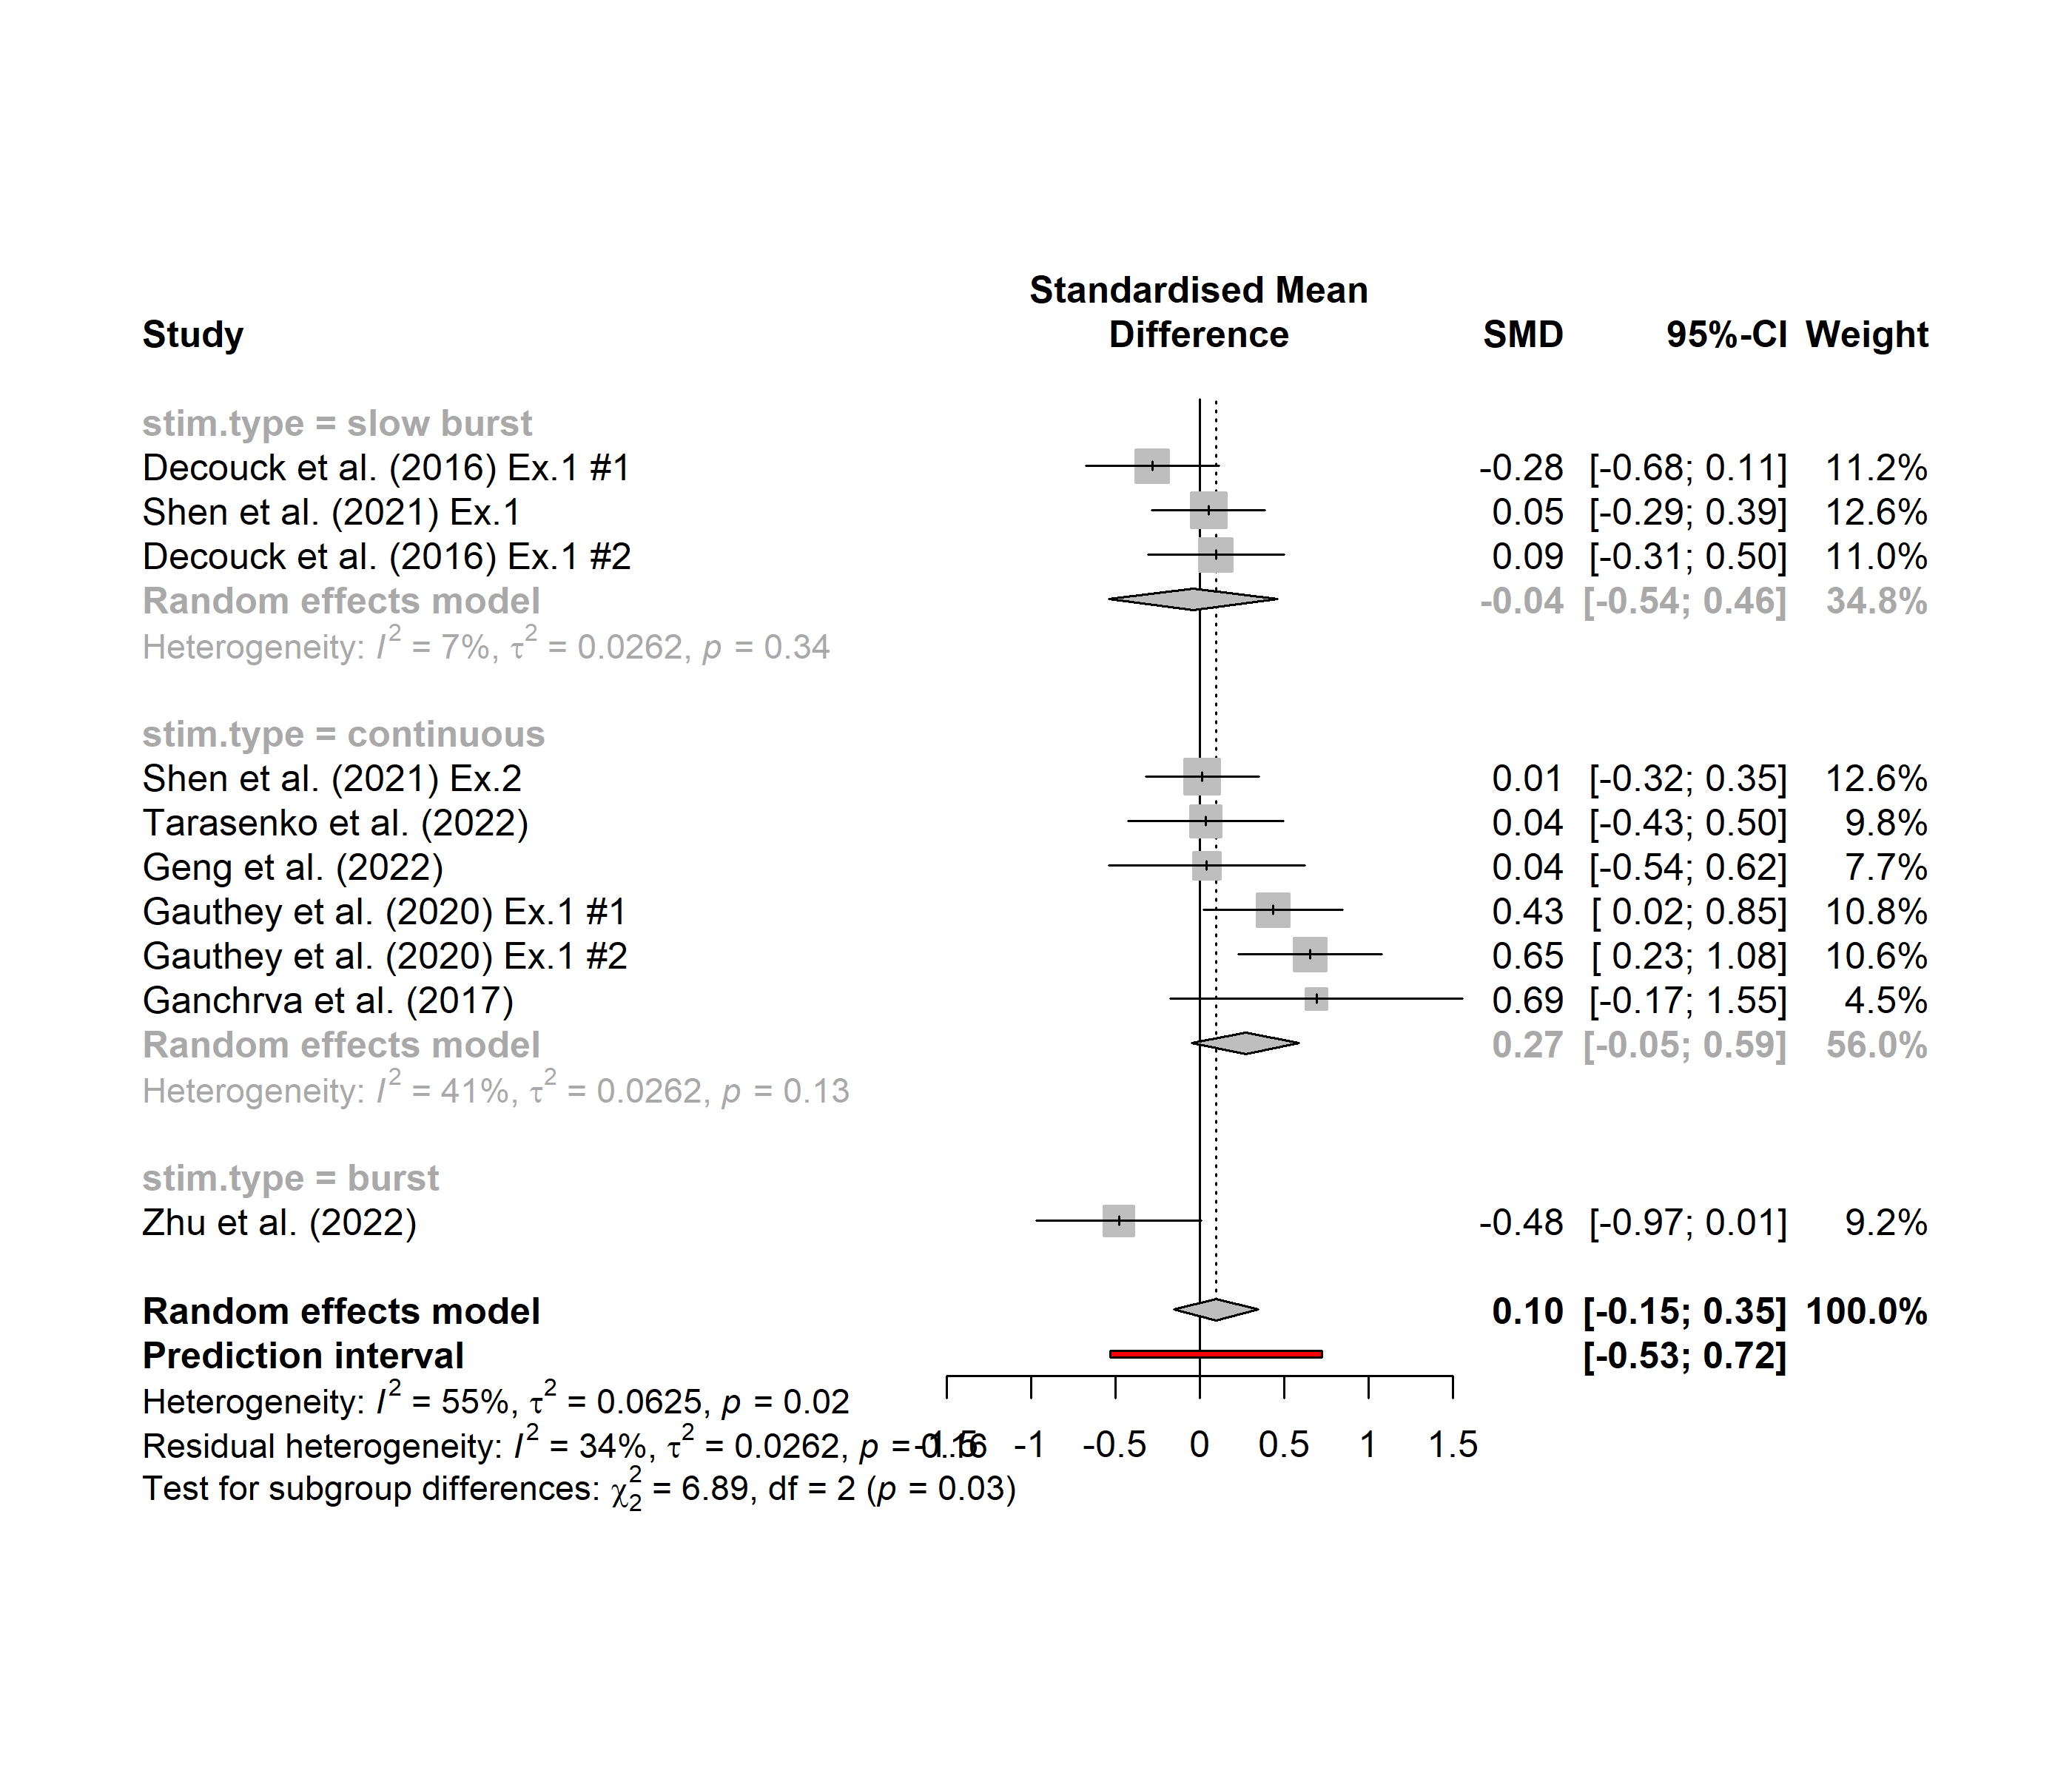 Standardised Mean
Study Difference SMD 95%-CI Weight
stim.type = slow burst
Decouck et al. (2016) Ex.1 #1 -0.28 [-0.68; 0.11] 11.2%
Shen et al. (2021) Ex.1 0.05 [-0.29; 0.39] 12.6%
Decouck et al. (2016) Ex.1 #2 0.09 [-0.31; 0.50] 11.0%
Random effects model -0.04 [-0.54; 0.46] 34.8%
Heterogeneity: I² = 7%, τ² = 0.0262, p = 0.34
stim.type = continuous
Shen et al. (2021) Ex.2 0.01 [-0.32; 0.35] 12.6%
Tarasenko et al. (2022) 0.04 [-0.43; 0.50] 9.8%
Geng et al. (2022) 0.04 [-0.54; 0.62] 7.7%
Gauthey et al. (2020) Ex.1 #1 0.43 [ 0.02; 0.85] 10.8%
Gauthey et al. (2020) Ex.1 #2 0.65 [ 0.23; 1.08] 10.6%
Ganchrva et al. (2017) 0.69 [-0.17; 1.55] 4.5%
Random effects model 0.27 [-0.05; 0.59] 56.0%
Heterogeneity: I² = 41%, τ² = 0.0262, p = 0.13
stim.type = burst
Zhu et al. (2022) -0.48 [-0.97; 0.01] 9.2%
Random effects model 0.10 [-0.15; 0.35] 100.0%
Prediction interval [-0.53; 0.72]
Heterogeneity: I² = 55%, τ² = 0.0625, p = 0.02
Residual heterogeneity: I² = 34%, τ² = 0.0262, p = 0.16 -1.5 -1 -0.5 0 0.5 1 1.5
Test for subgroup differences: χ²₂ = 6.89, df = 2 (p = 0.03)